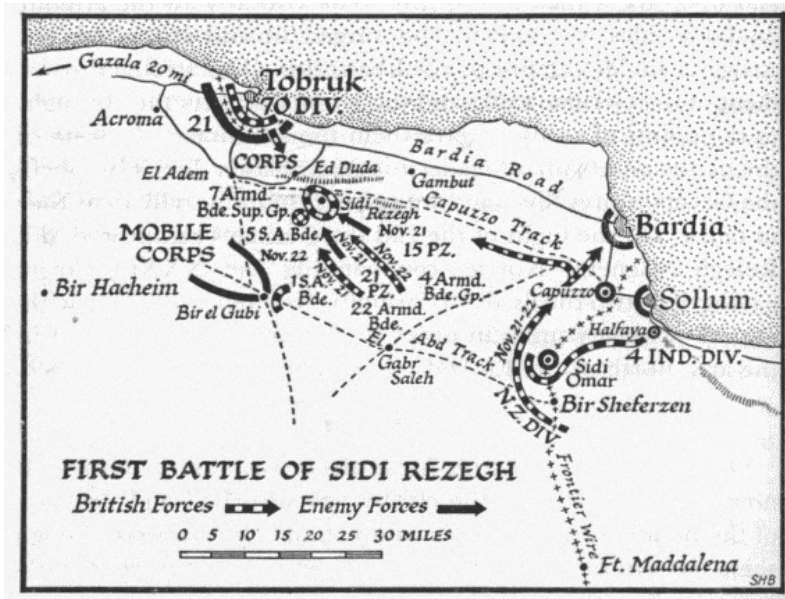 Gazala 20 mi
Tobruk
70 DIV.
Acroma
21
CORPS
El Adem
Ed Duda
Bardia Road
Gambut
7 Armd.
Bde. Sup. Gp.
Sidi
Rezegh
Capuzzo Track
Bardia
MOBILE
CORPS
5 S.A. Bde.
Nov. 22
Nov. 21
Nov. 21
Nov. 22
15 PZ.
Bir Hacheim
1 S.A.
Bde.
Nov. 21
21
PZ.
4 Armd.
Bde. Gp.
Capuzzo
Sollum
Bir el Gubi
22 Armd.
Bde.
Halfaya
El Abd Track
Nov. 21-23
4 IND. DIV.
Gabr
Saleh
Sidi
Omar
N.Z. DIV.
Bir Sheferzen
FIRST BATTLE OF SIDI REZEGH
British Forces
Enemy Forces
0 5 10 15 20 25 30 MILES
Frontier Wire
Ft. Maddalena
SHB